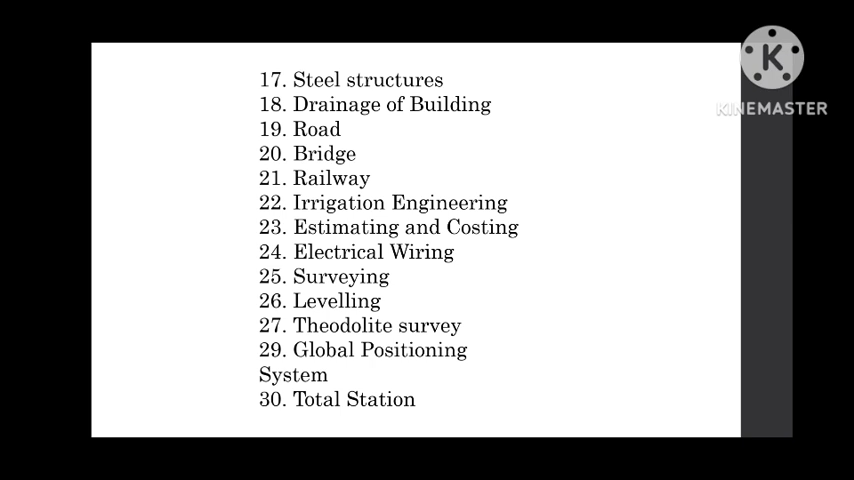 17. Steel structures
18. Drainage of Building
19. Road
20. Bridge
21. Railway
22. Irrigation Engineering
23. Estimating and Costing
24. Electrical Wiring
25. Surveying
26. Levelling
27. Theodolite survey
29. Global Positioning
System
30. Total Station
K
KINEMASTER